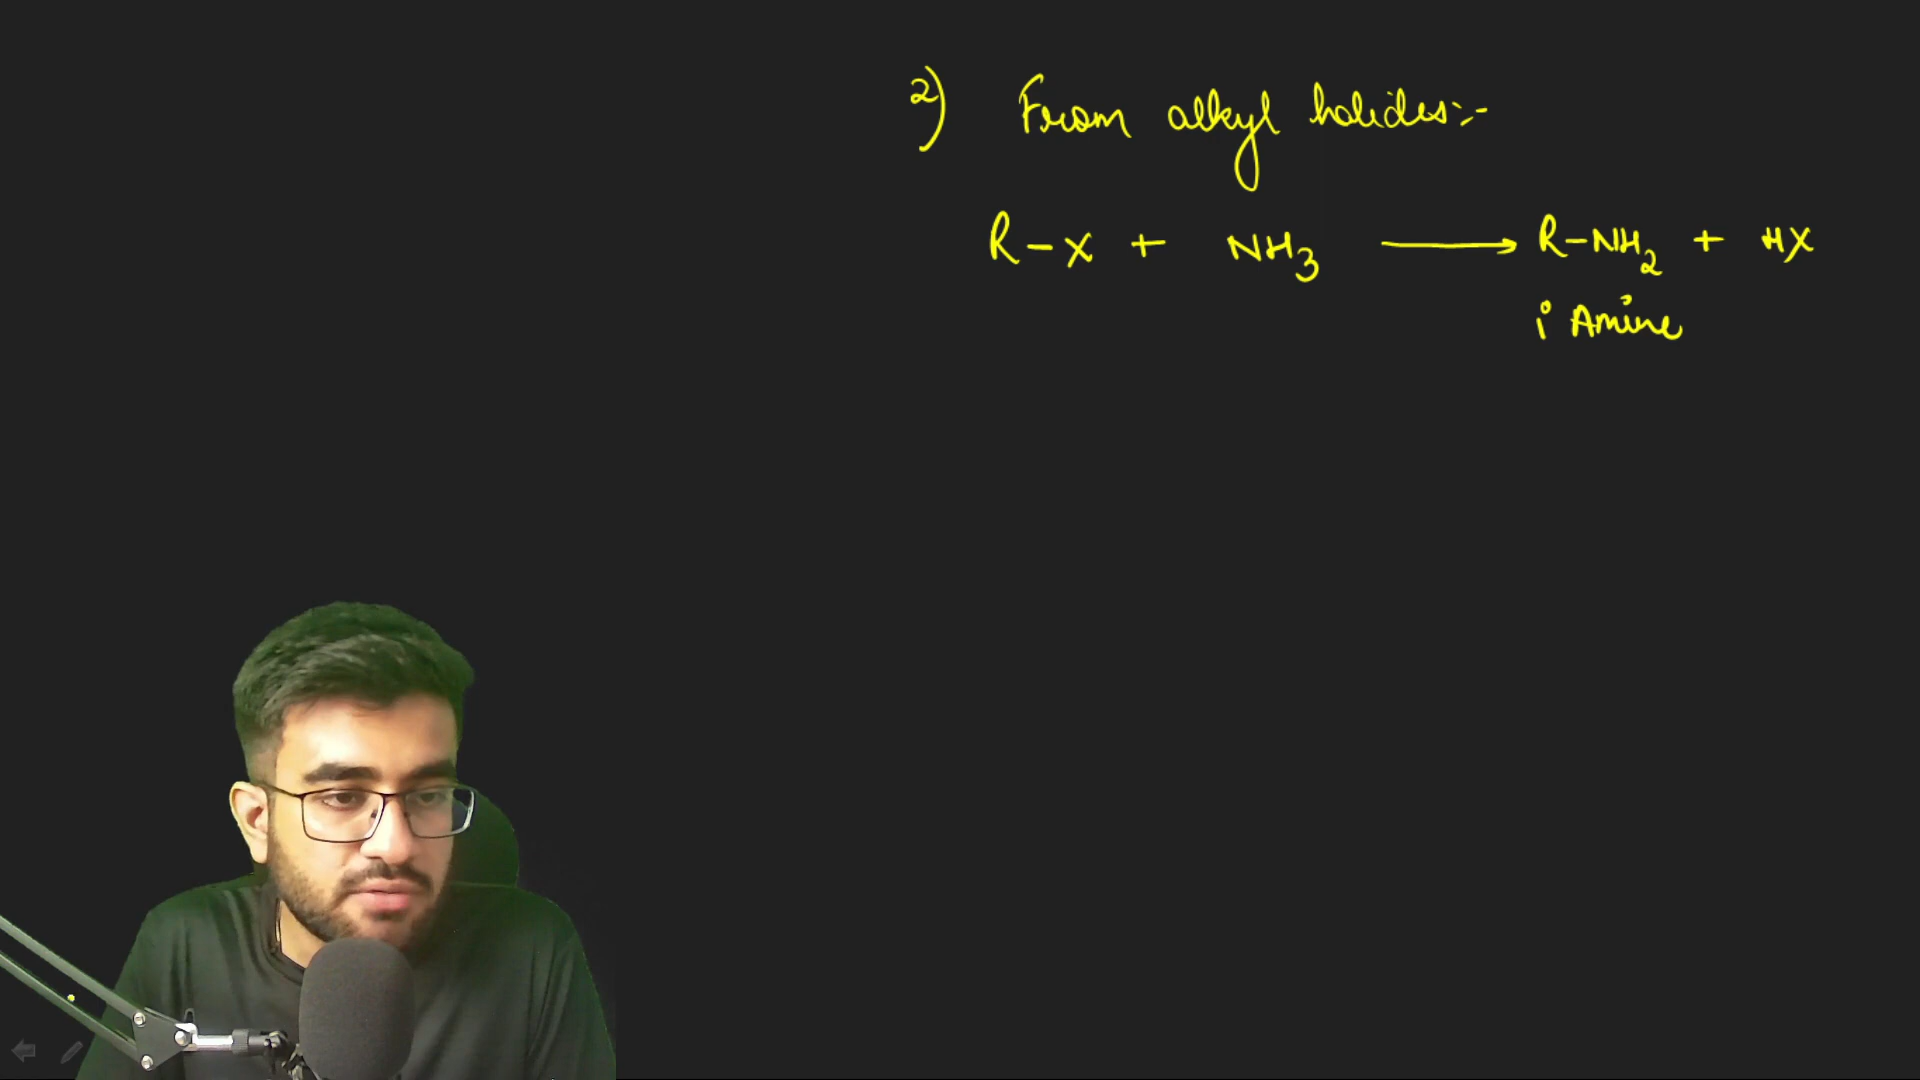 2) From alkyl halides:-
R-X + NH₃ ⟶ R-NH₂ + HX
1° Amine